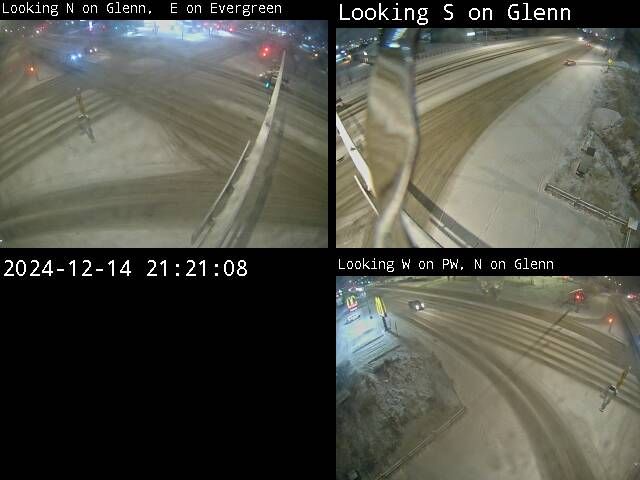 Looking N on Glenn,  E on Evergreen
Looking S on Glenn
2024-12-14 21:21:08
Looking W on PW, N on Glenn